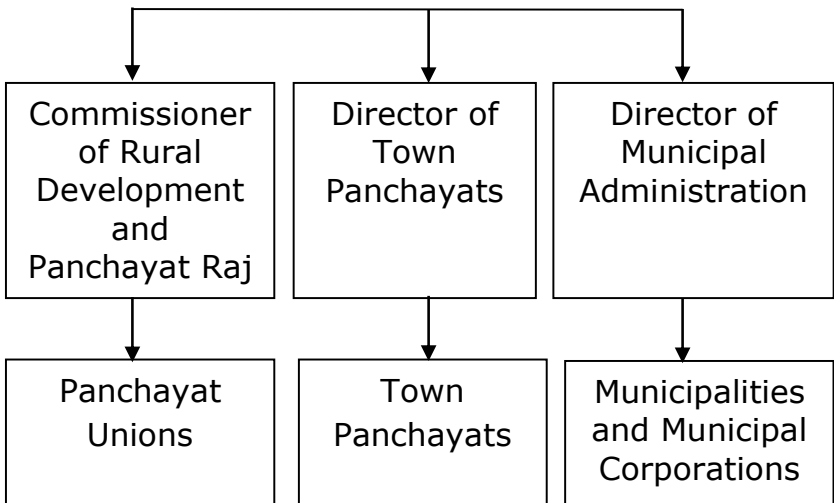 Commissioner
of Rural
Development
and
Panchayat Raj
Director of
Town
Panchayats
Director of
Municipal
Administration
Panchayat
Unions
Town
Panchayats
Municipalities
and Municipal
Corporations